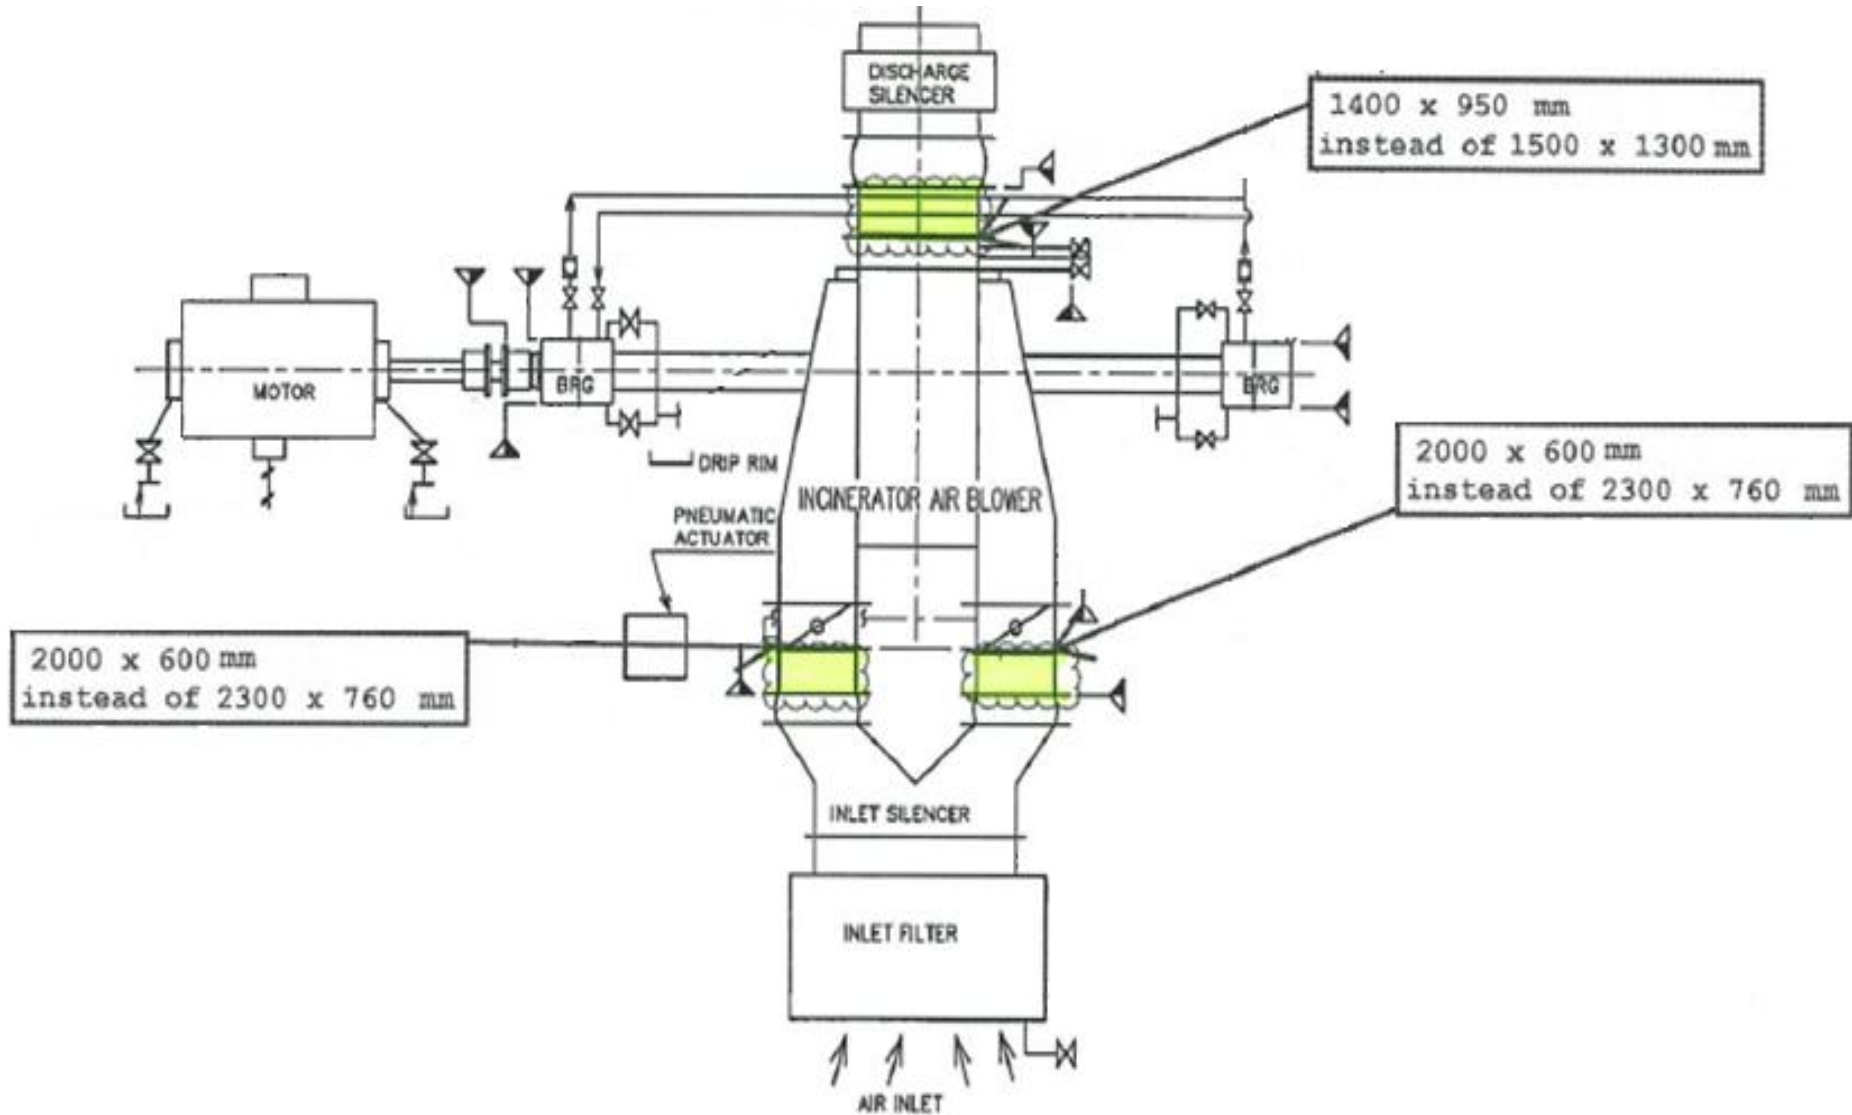 DISCHARGE
SILENCER
1400 x 950 mm
instead of 1500 x 1300 mm
MOTOR
BRG
BRG
DRIP RIM
2000 x 600 mm
instead of 2300 x 760 mm
INCINERATOR AIR BLOWER
PNEUMATIC
ACTUATOR
2000 x 600 mm
instead of 2300 x 760 mm
INLET SILENCER
INLET FILTER
AIR INLET